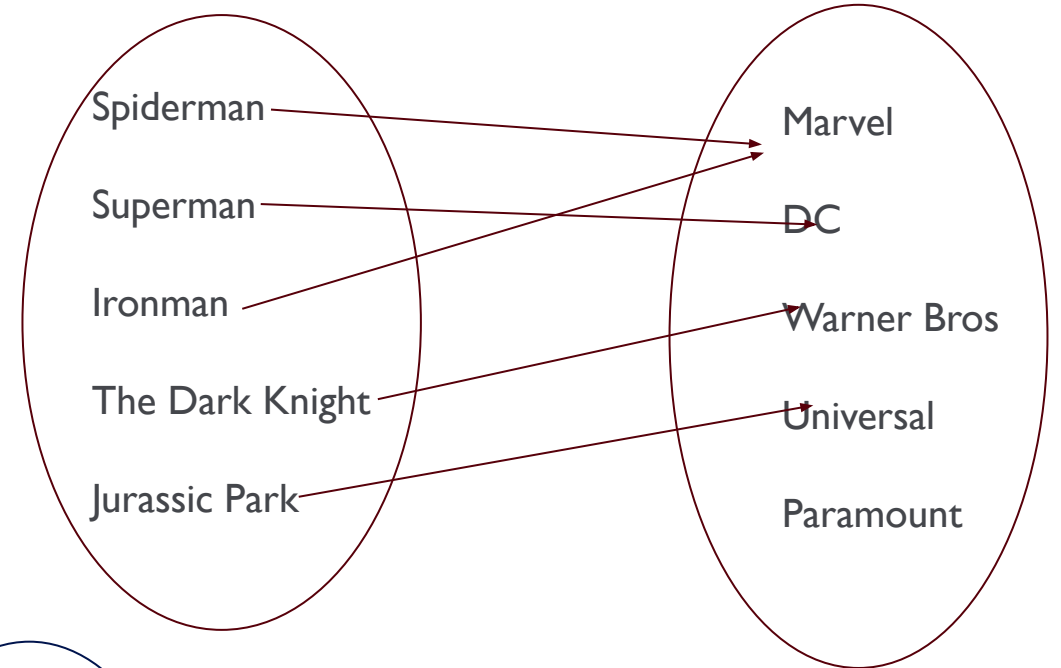 Spiderman
Superman
Ironman
The Dark Knight
Jurassic Park
Marvel
DC
Warner Bros
Universal
Paramount